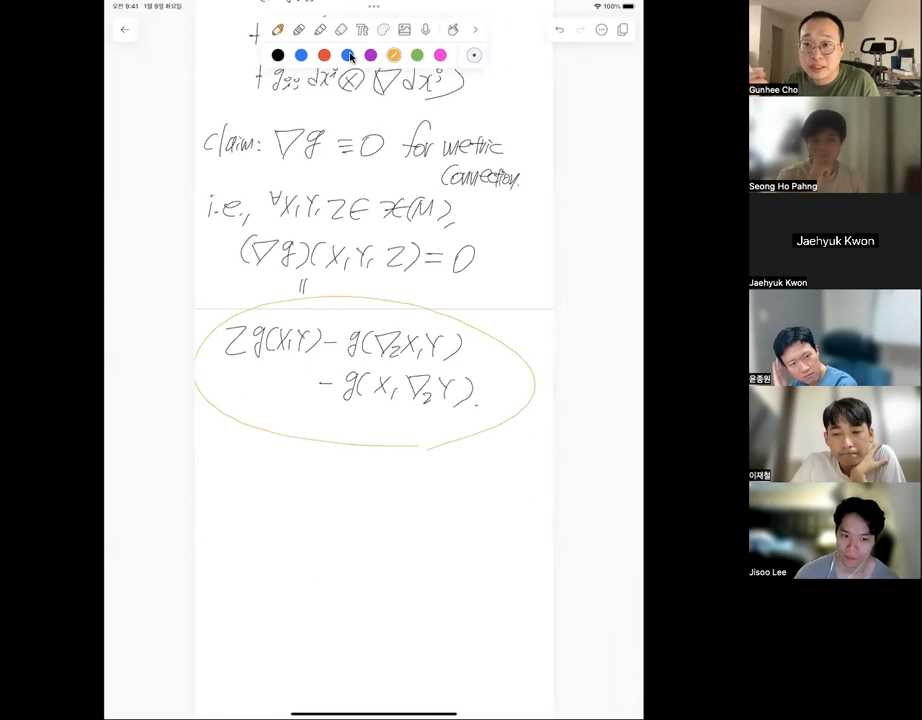 오전 9:41 1월 9일 화요일
100%
+ g_{ij} dx^i ⊗ ∇ dx^j)
claim: ∇g ≡ 0 for metric
connection.
i.e., ∀X, Y, Z ∈ 𝔛(M),
(∇g)(X, Y, Z) = 0
॥
Zg(X,Y) - g(∇_Z X, Y)
- g(X, ∇_Z Y).
Gunhee Cho
Seong Ho Pahng
Jaehyuk Kwon
Jaehyuk Kwon
윤종원
이재철
Jisoo Lee